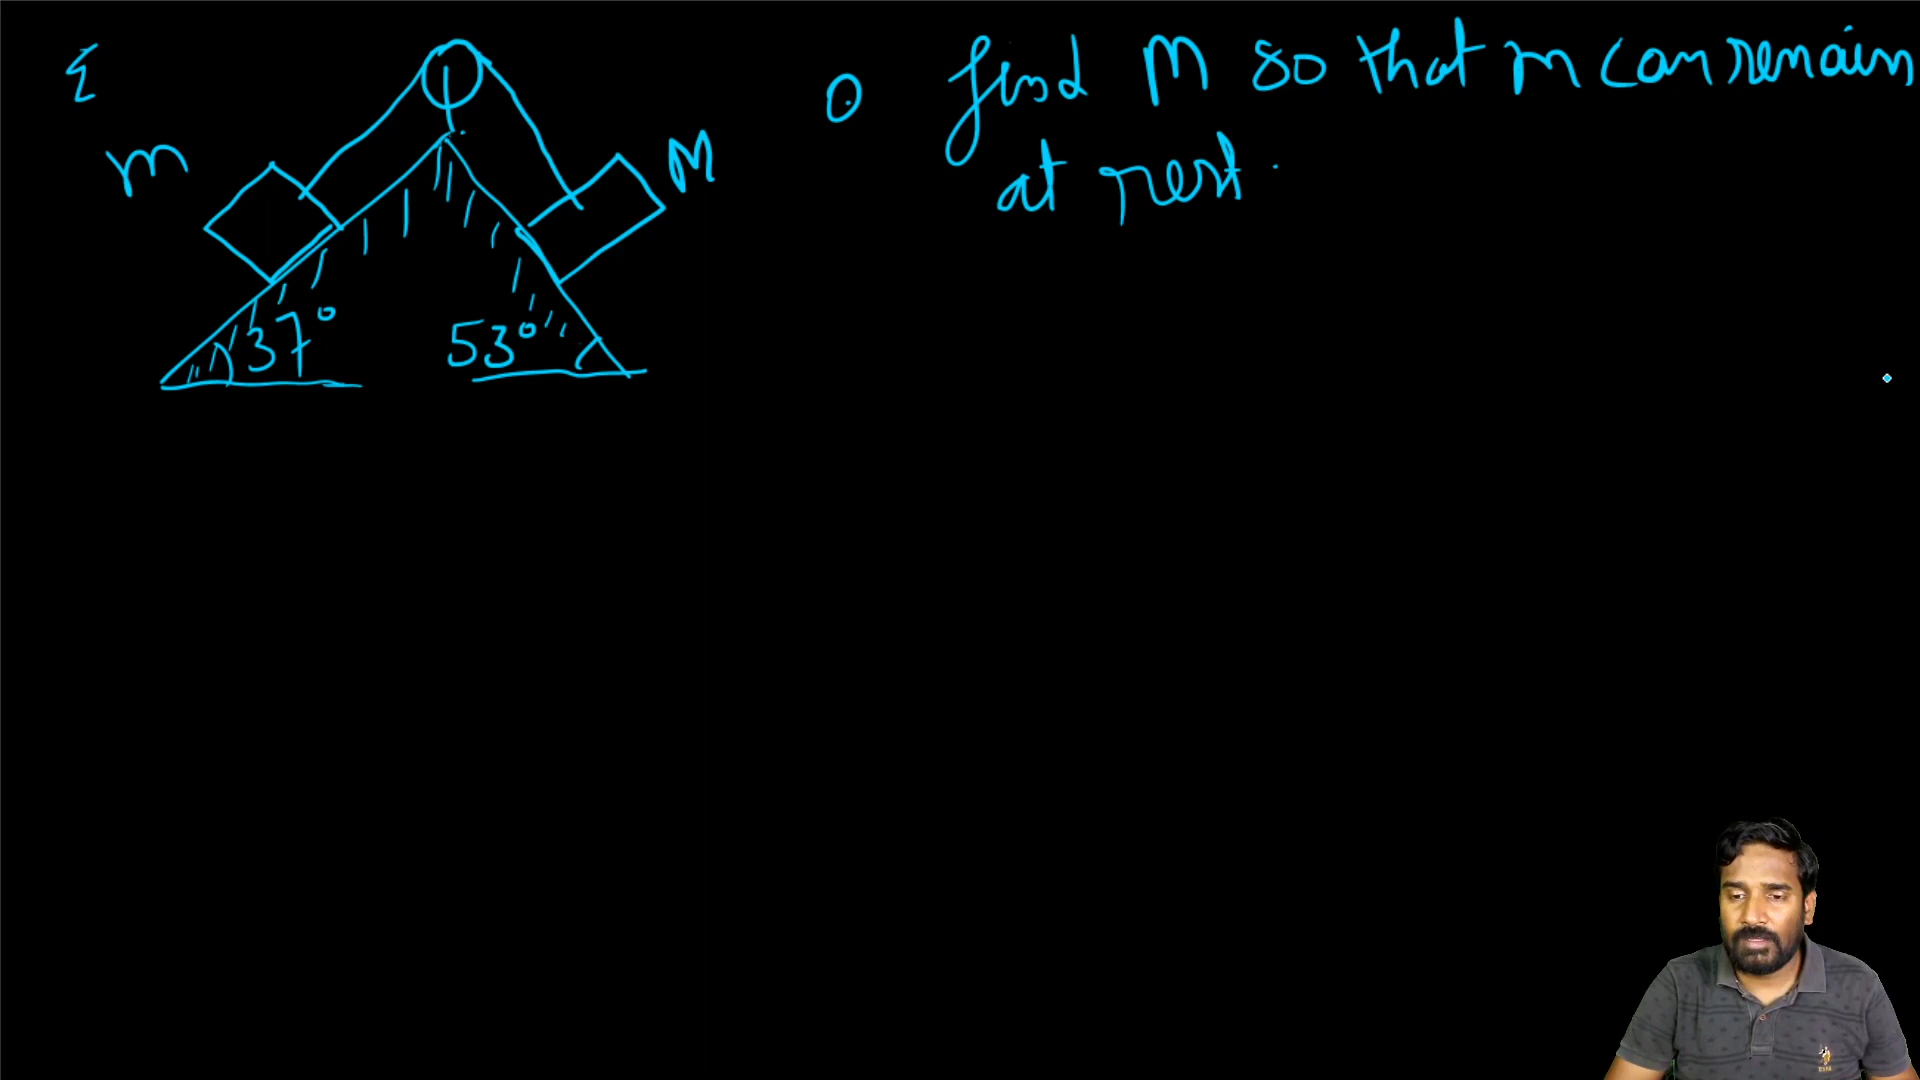 m
M
37°
53°
find M so that m can remain
at rest.